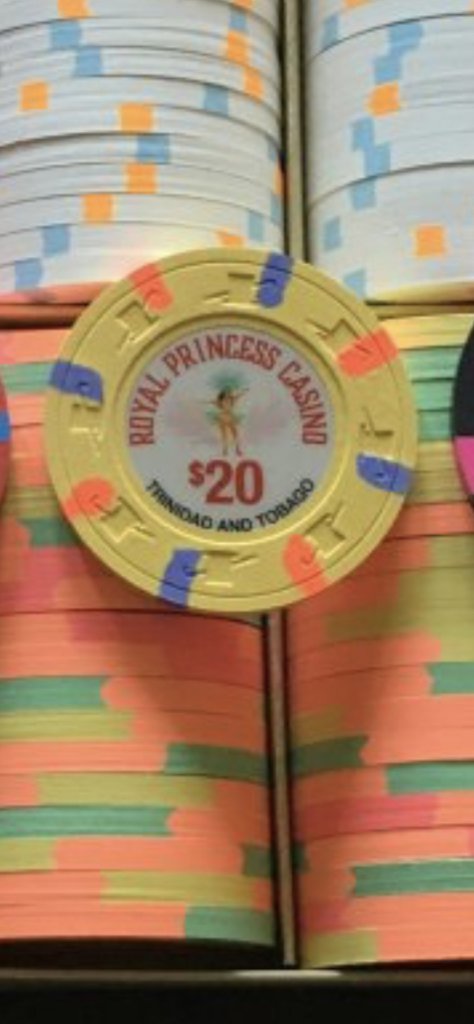 ROYAL PRINCESS CASINO
$20
TRINIDAD AND TOBAGO